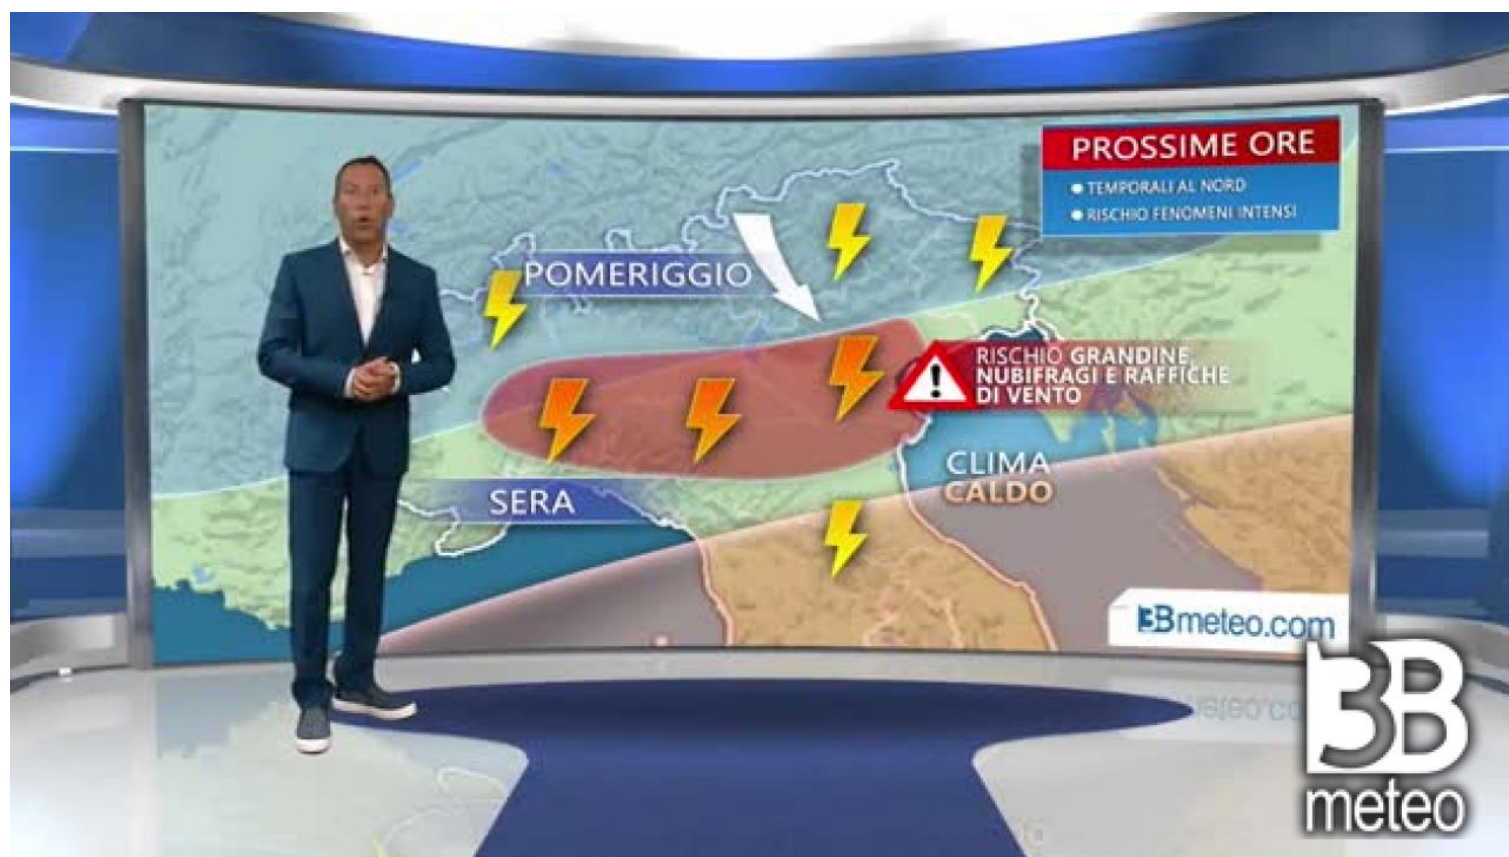 PROSSIME ORE
TEMPORALI AL NORD
RISCHIO FENOMENI INTENSI
POMERIGGIO
RISCHIO GRANDINE,
NUBIFRAGI E RAFFICHE
DI VENTO
CLIMA
CALDO
SERA
3Bmeteo.com
3B
meteo